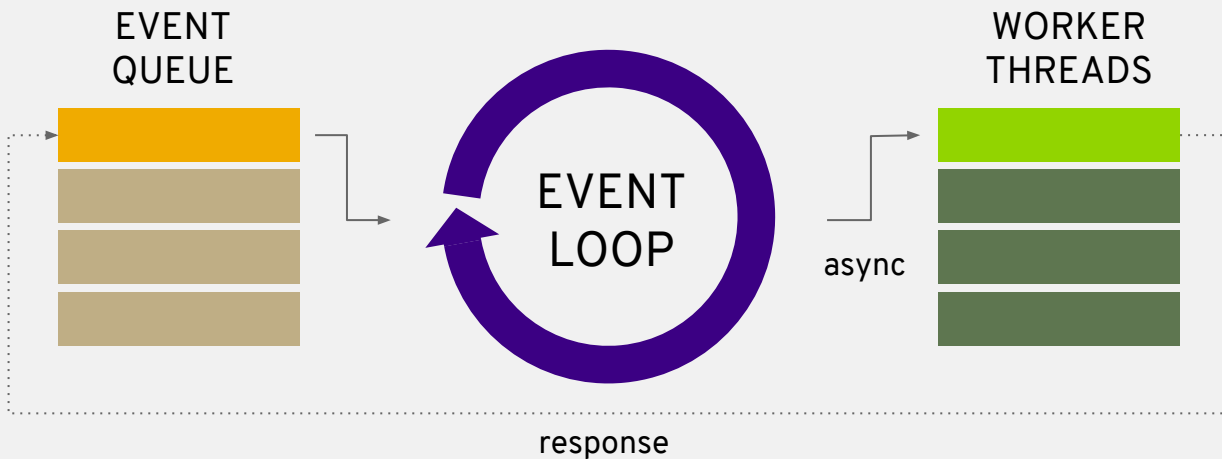 EVENT
QUEUE
EVENT
LOOP
WORKER
THREADS
async
response